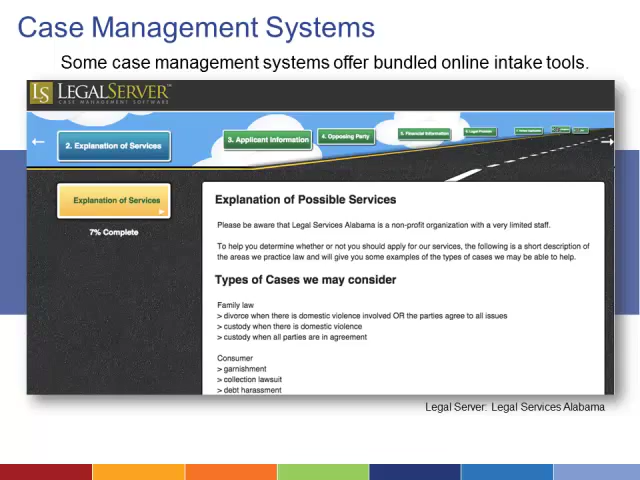 Case Management Systems
Some case management systems offer bundled online intake tools.
LS LEGALSERVER™
CASE MANAGEMENT SOFTWARE
2. Explanation of Services
3. Applicant Information
4. Opposing Party
5. Financial Information
Explanation of Services
7% Complete
Explanation of Possible Services
Please be aware that Legal Services Alabama is a non-profit organization with a very limited staff.
To help you determine whether or not you should apply for our services, the following is a short description of
the areas we practice law and will give you some examples of the types of cases we may be able to help.
Types of Cases we may consider
Family law
> divorce when there is domestic violence involved OR the parties agree to all issues
> custody when there is domestic violence
> custody when all parties are in agreement
Consumer
> garnishment
> collection lawsuit
> debt harassment
Legal Server: Legal Services Alabama